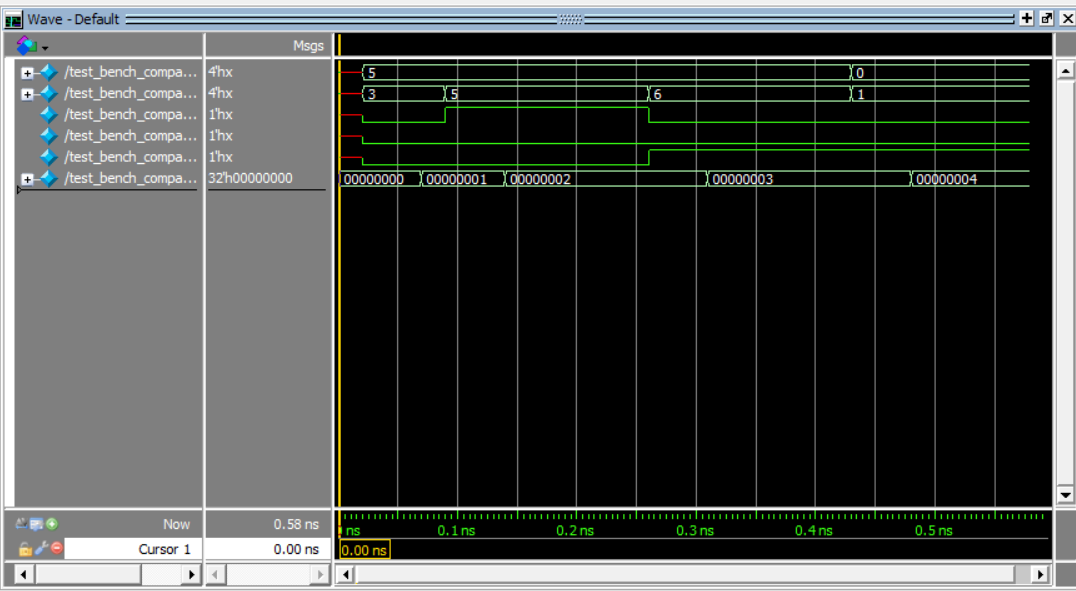 Wave - Default
Msgs
/test_bench_compa... 4'hx 5 0
/test_bench_compa... 4'hx 3 5 6 1
/test_bench_compa... 1'hx
/test_bench_compa... 1'hx
/test_bench_compa... 1'hx
/test_bench_compa... 32'h00000000 00000000 00000001 00000002 00000003 00000004
Now 0.58 ns ns 0.1 ns 0.2 ns 0.3 ns 0.4 ns 0.5 ns
Cursor 1 0.00 ns 0.00 ns